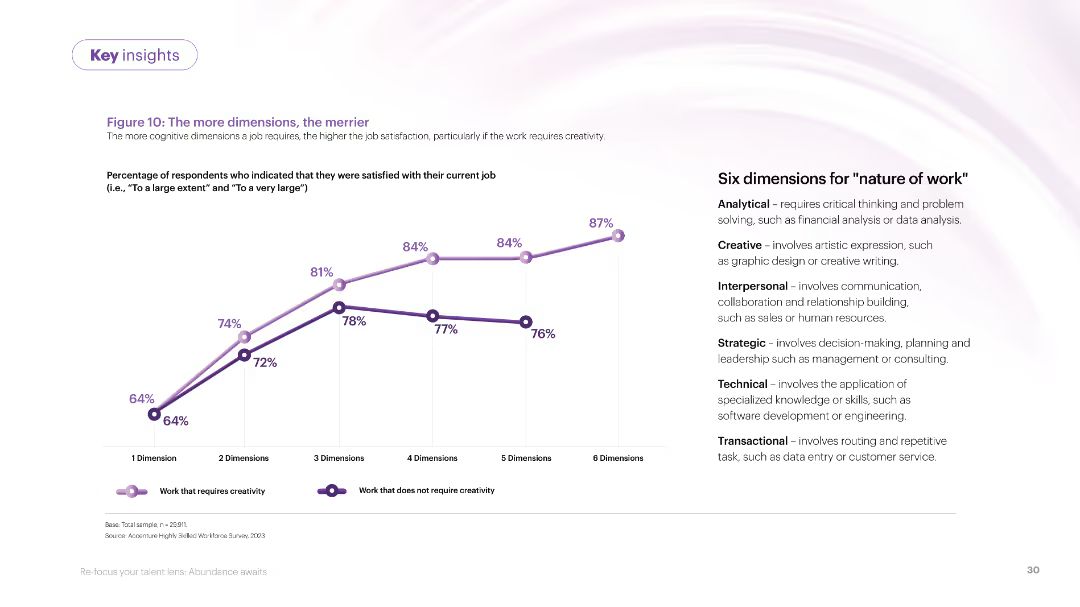 Key insights
Figure 10: The more dimensions, the merrier
The more cognitive dimensions a job requires, the higher the job satisfaction, particularly if the work requires creativity.
Percentage of respondents who indicated that they were satisfied with their current job
(i.e., “To a large extent” and “To a very large”)
87%
84%
84%
81%
78%
77%
76%
74%
72%
64%
64%
1 Dimension
2 Dimensions
3 Dimensions
4 Dimensions
5 Dimensions
6 Dimensions
Work that requires creativity
Work that does not require creativity
Six dimensions for "nature of work"
Analytical – requires critical thinking and problem
solving, such as financial analysis or data analysis.
Creative – involves artistic expression, such
as graphic design or creative writing.
Interpersonal – involves communication,
collaboration and relationship building,
such as sales or human resources.
Strategic – involves decision-making, planning and
leadership such as management or consulting.
Technical – involves the application of
specialized knowledge or skills, such as
software development or engineering.
Transactional – involves routing and repetitive
task, such as data entry or customer service.
Base: Total sample, n = 29,911.
Source: Accenture Highly Skilled Workforce Survey, 2023
Re-focus your talent lens: Abundance awaits
30